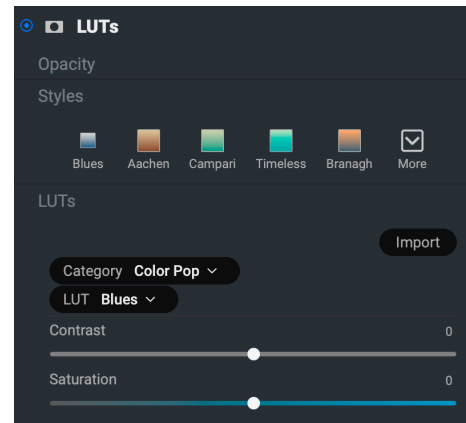 LUTs
Opacity
Styles
Blues Aachen Campari Timeless Branagh More
LUTs
Import
Category Color Pop
LUT Blues
Contrast 0
Saturation 0